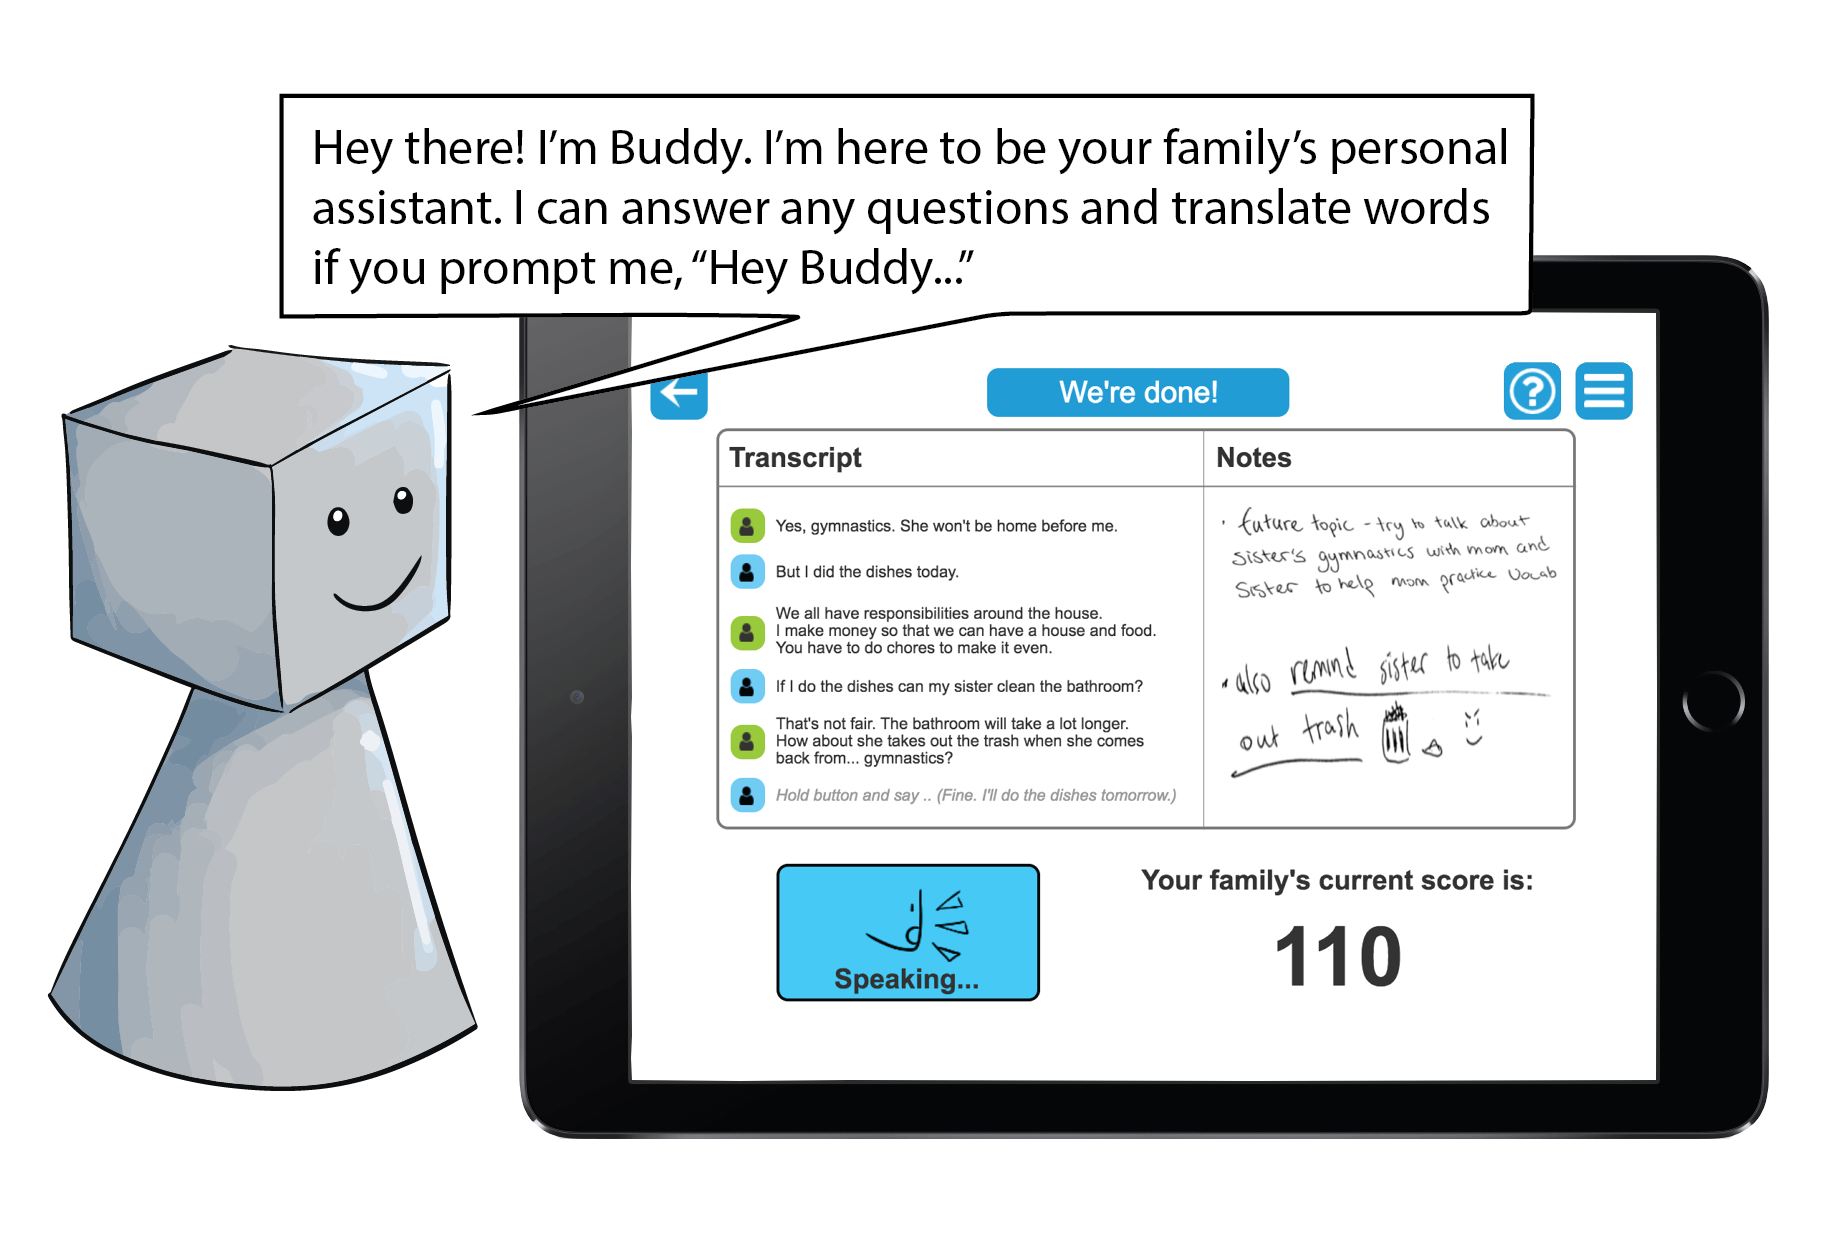 Hey there! I'm Buddy. I'm here to be your family's personal
assistant. I can answer any questions and translate words
if you prompt me, “Hey Buddy...”
We're done!
Transcript
Notes
Yes, gymnastics. She won't be home before me.
But I did the dishes today.
We all have responsibilities around the house.
I make money so that we can have a house and food.
You have to do chores to make it even.
If I do the dishes can my sister clean the bathroom?
That's not fair. The bathroom will take a lot longer.
How about she takes out the trash when she comes
back from... gymnastics?
Hold button and say .. (Fine. I'll do the dishes tomorrow.)
· future topic - try to talk about
sister's gymnastics with mom and
sister to help mom practice vocab
• also remind sister to take
out trash
Speaking...
Your family's current score is:
110